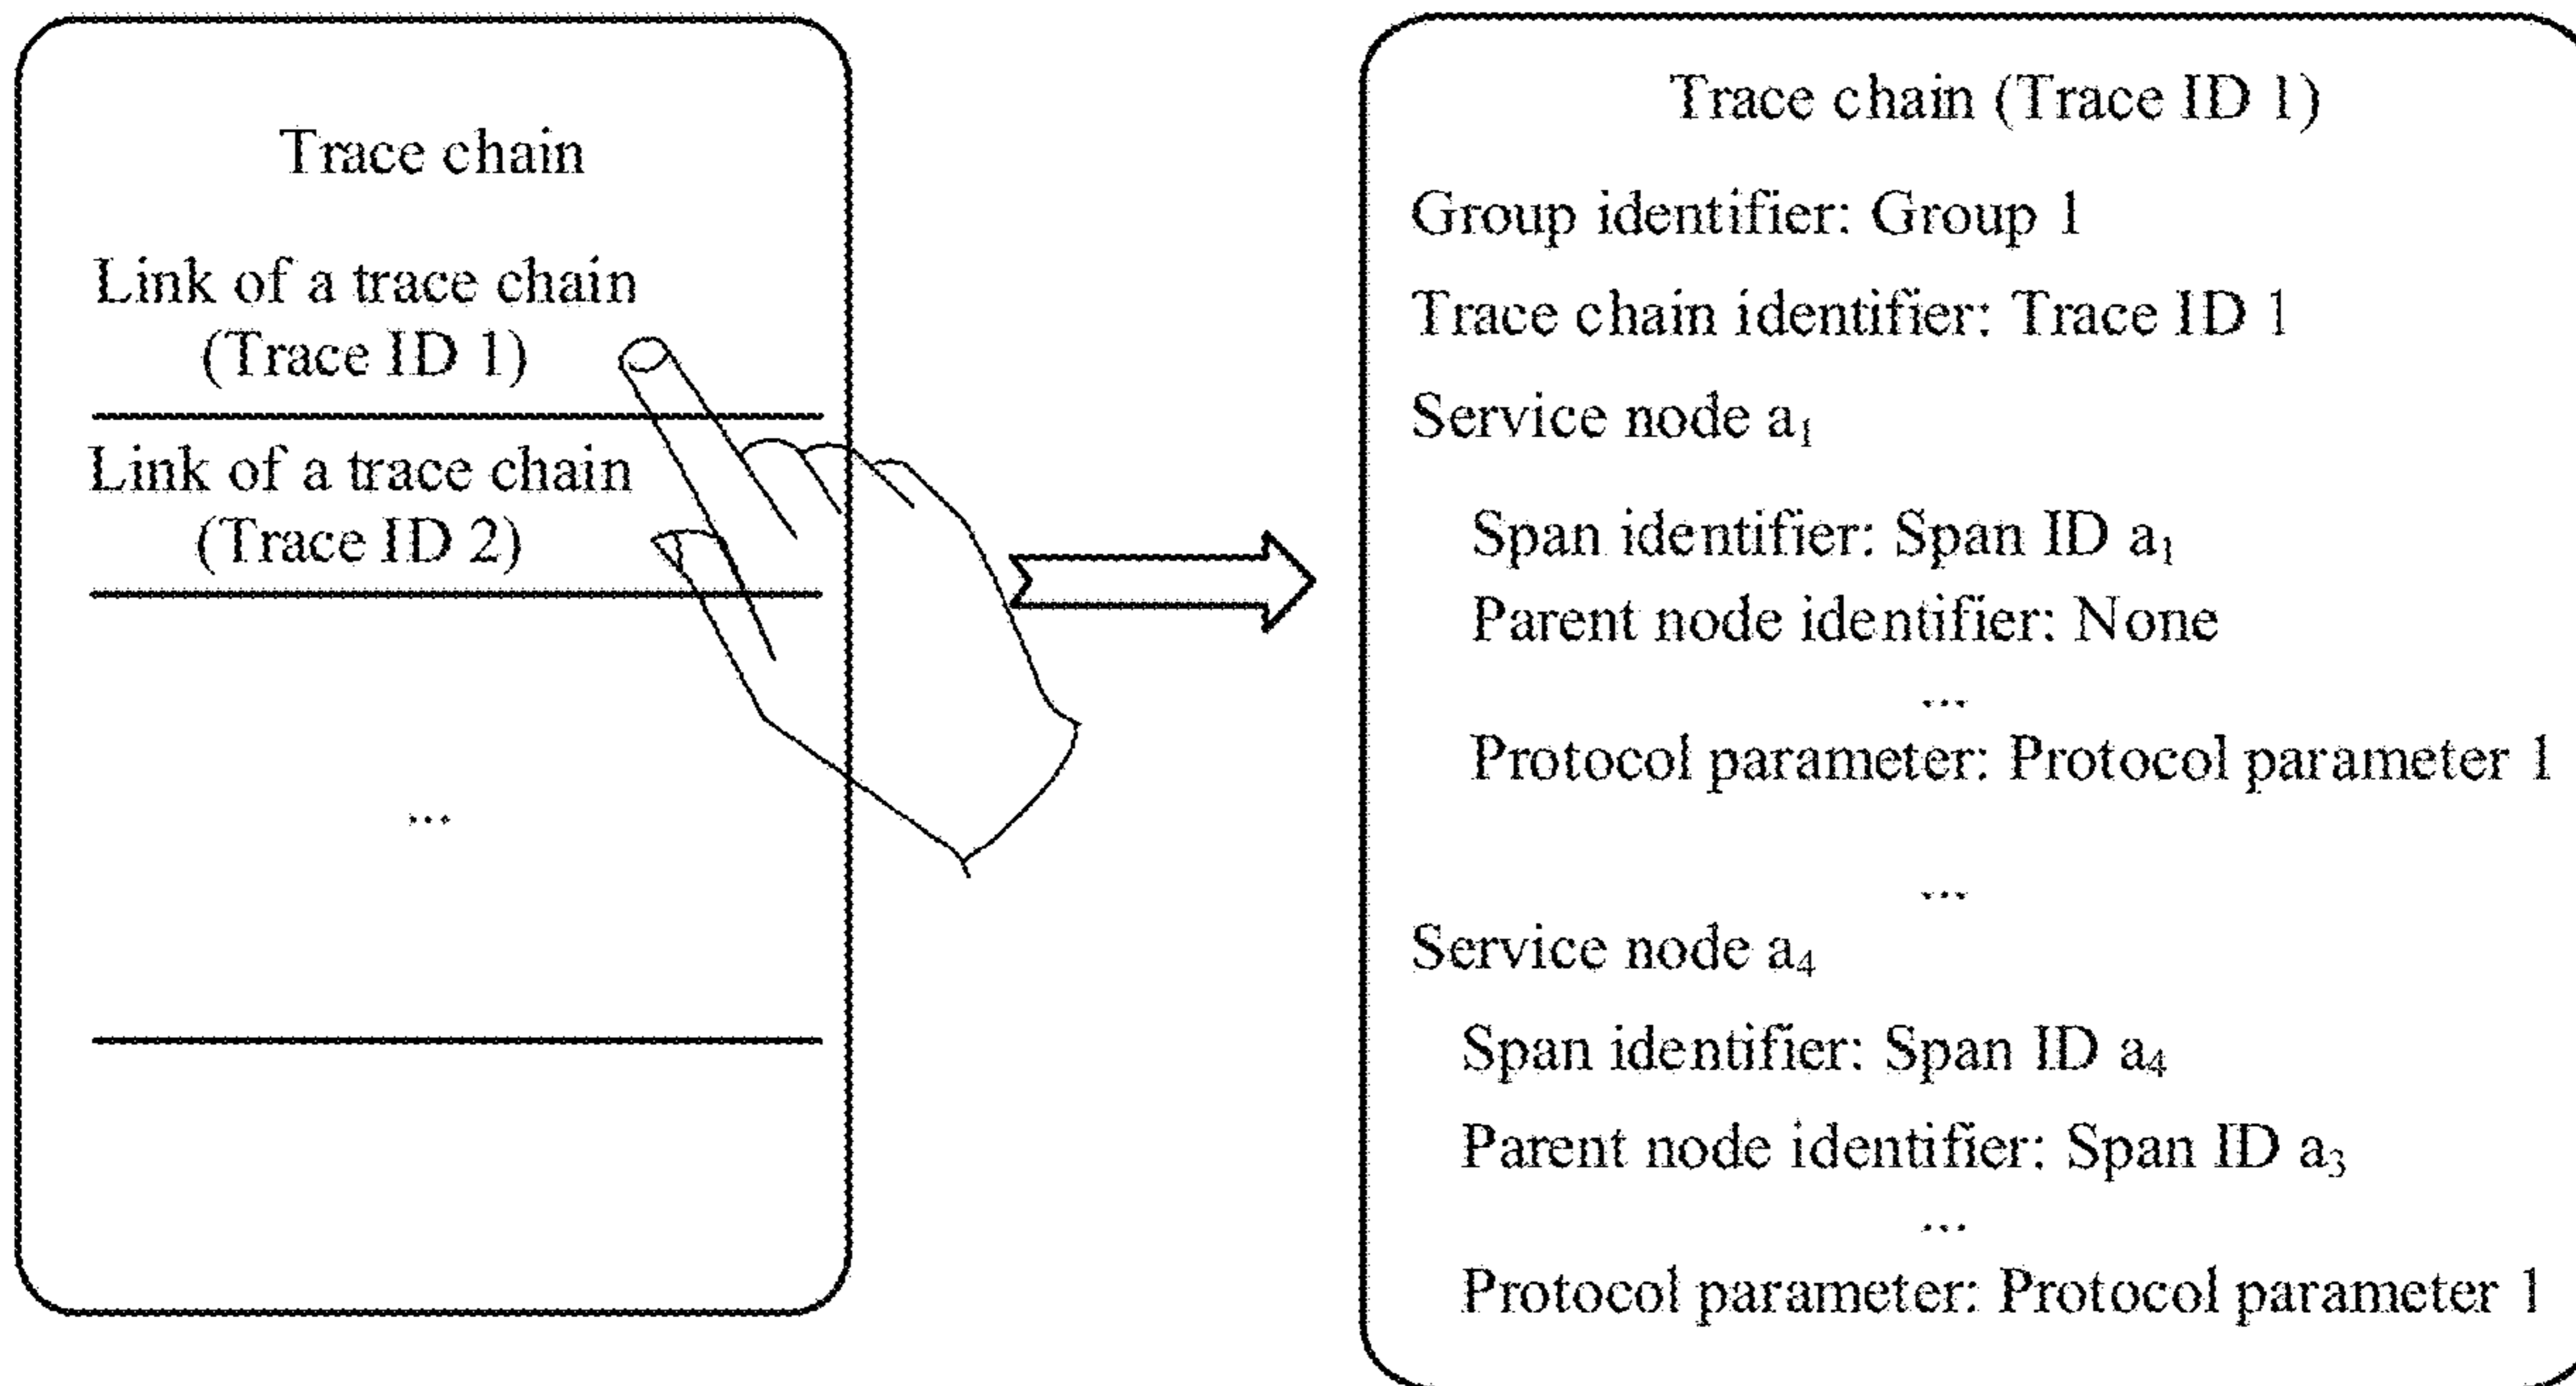 Trace chain
Link of a trace chain
(Trace ID 1)
Link of a trace chain
(Trace ID 2)
...
Trace chain (Trace ID 1)
Group identifier: Group 1
Trace chain identifier: Trace ID 1
Service node a₁
Span identifier: Span ID a₁
Parent node identifier: None
...
Protocol parameter: Protocol parameter 1
...
Service node a₄
Span identifier: Span ID a₄
Parent node identifier: Span ID a₃
...
Protocol parameter: Protocol parameter 1